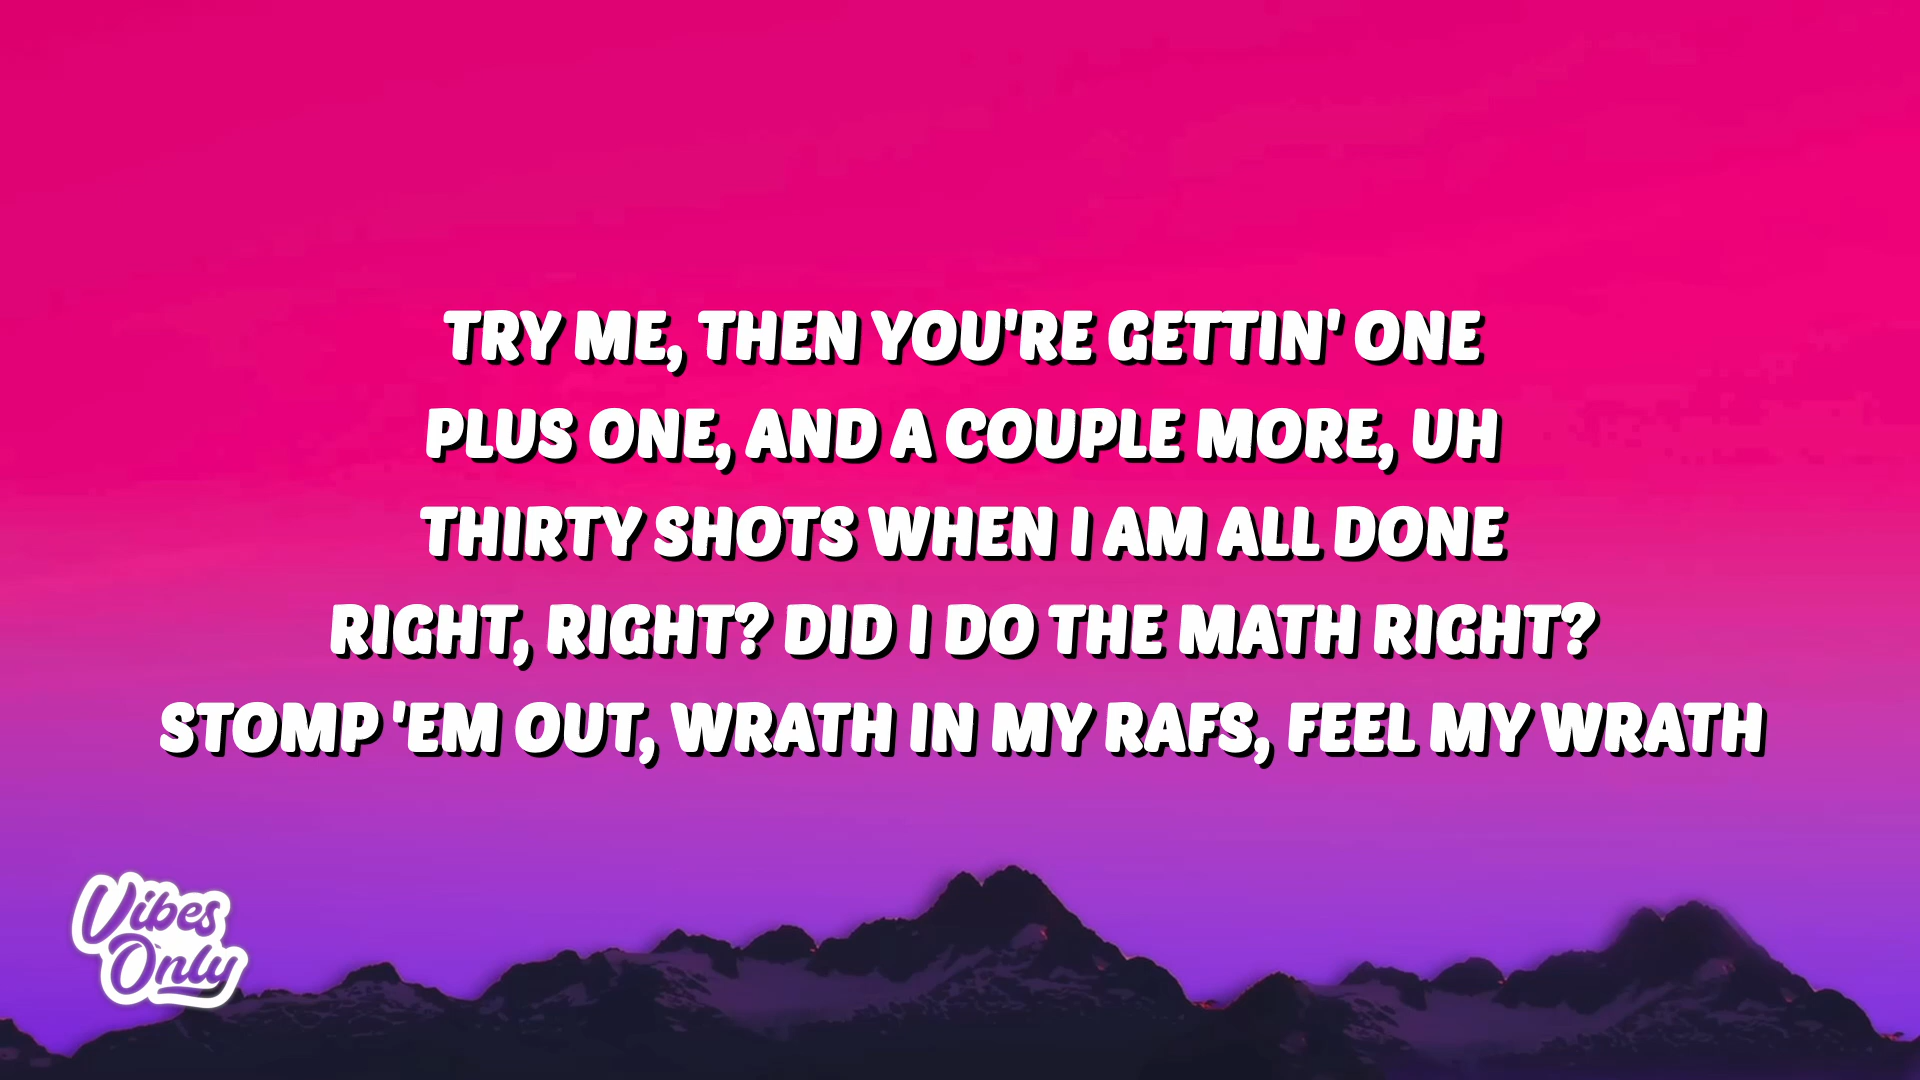 TRY ME, THEN YOU'RE GETTIN' ONE
PLUS ONE, AND A COUPLE MORE, UH
THIRTY SHOTS WHEN I AM ALL DONE
RIGHT, RIGHT? DID I DO THE MATH RIGHT?
STOMP 'EM OUT, WRATH IN MY RAFS, FEEL MY WRATH
Vibes
Only